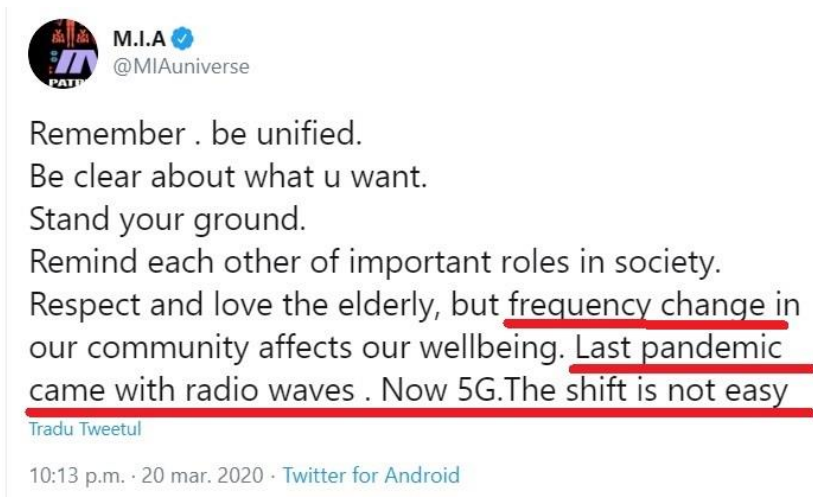 M.I.A
@MIAuniverse
PATR
Remember . be unified.
Be clear about what u want.
Stand your ground.
Remind each other of important roles in society.
Respect and love the elderly, but frequency change in
our community affects our wellbeing. Last pandemic
came with radio waves . Now 5G.The shift is not easy
Tradu Tweetul
10:13 p.m. · 20 mar. 2020 · Twitter for Android